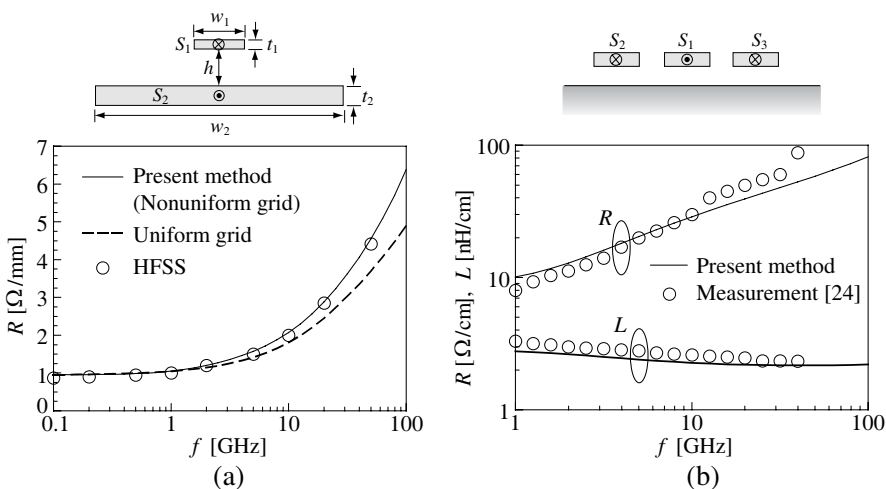 w₁
S₁
t₁
h
S₂
t₂
w₂
7
6
5
4
3
2
1
0
R [Ω/mm]
Present method
(Nonuniform grid)
Uniform grid
HFSS
0.1
1
10
100
f [GHz]
(a)
S₂
S₁
S₃
100
10
1
R [Ω/cm], L [nH/cm]
R
Present method
Measurement [24]
L
1
10
100
f [GHz]
(b)